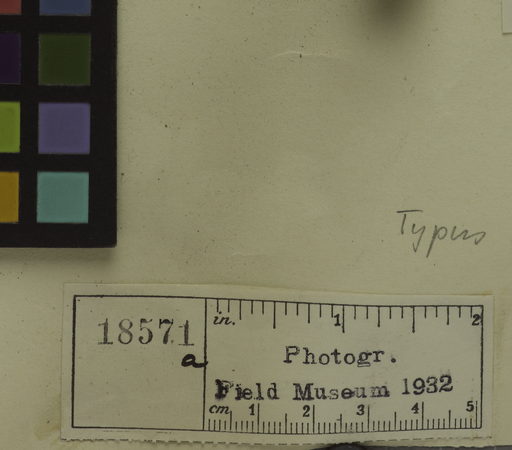 Typus
18571
a
in. 1 2
Photogr.
Field Museum 1932
cm 1 2 3 4 5